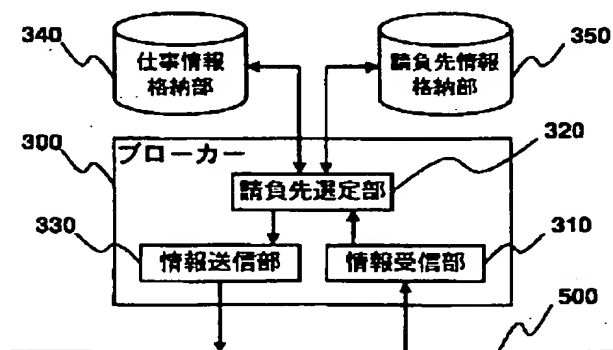 340
仕事情報
格納部
請負先情報
格納部
350
300
ブローカー
320
請負先選定部
330
情報送信部
情報受信部
310
500